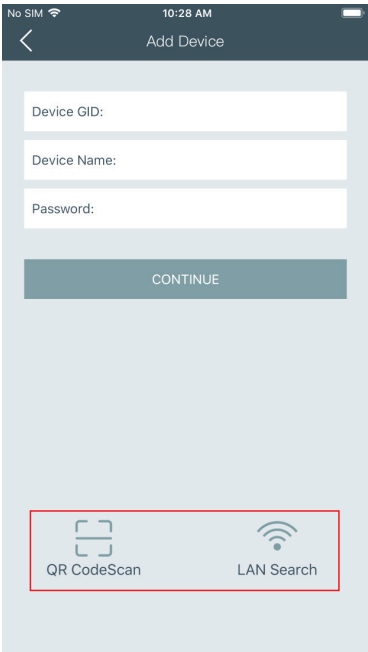 No SIM 10:28 AM
Add Device
Device GID:
Device Name:
Password:
CONTINUE
QR CodeScan LAN Search